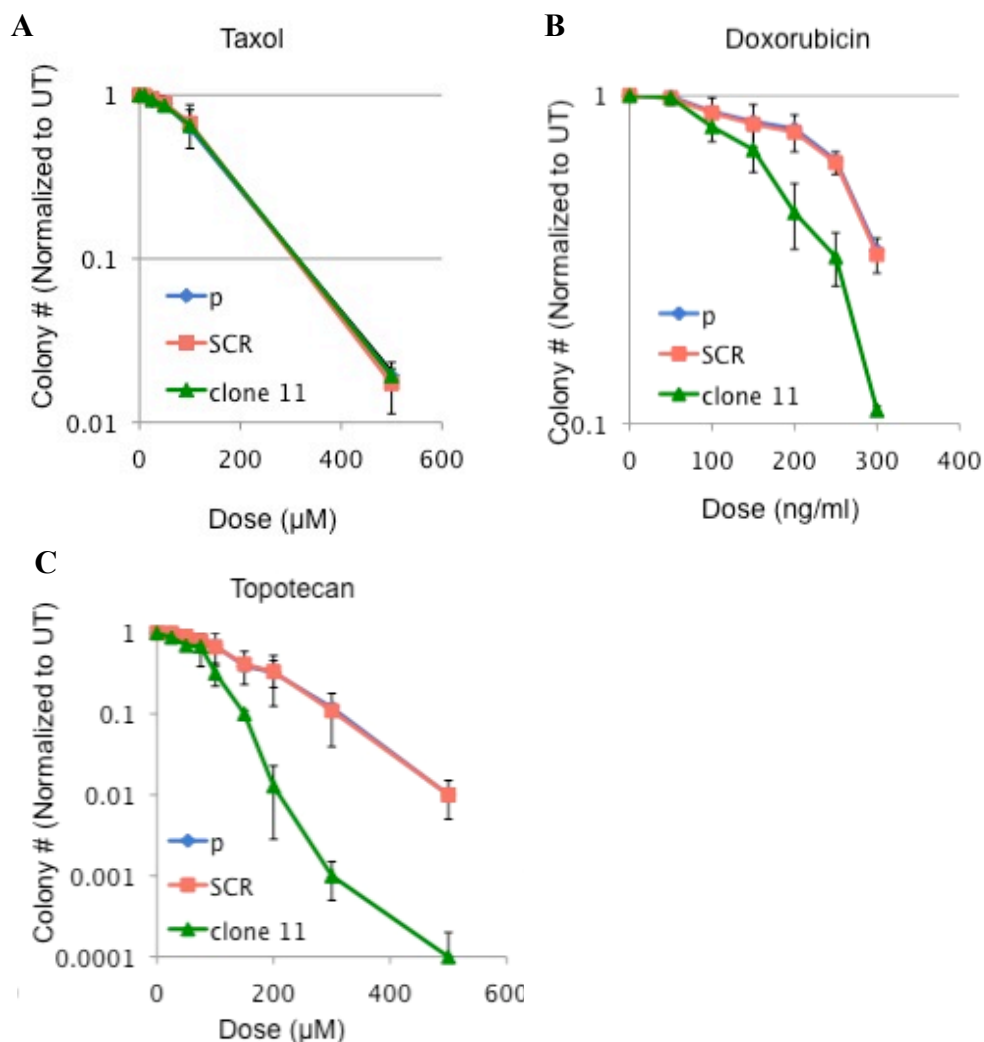 A
Taxol
Colony # (Normalized to UT)
1
0.1
0.01
p
SCR
clone 11
0
200
400
600
Dose (µM)
B
Doxorubicin
Colony # (Normalized to UT)
1
0.1
p
SCR
clone 11
0
100
200
300
400
Dose (ng/ml)
C
Topotecan
Colony # (Normalized to UT)
1
0.1
0.01
0.001
0.0001
p
SCR
clone 11
0
200
400
600
Dose (µM)